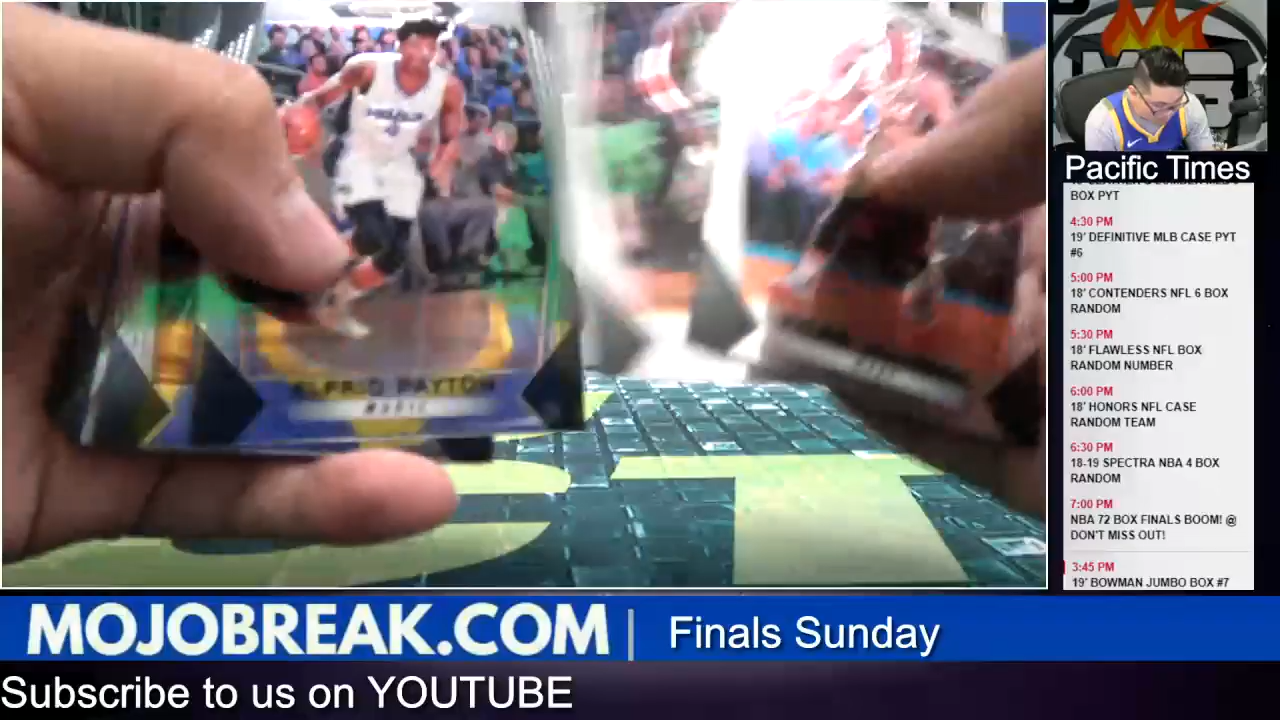 MAGIC
ELFRID PAYTON
MAGIC
Pacific Times
BOX PYT
4:30 PM
19' DEFINITIVE MLB CASE PYT
#6
5:00 PM
18' CONTENDERS NFL 6 BOX
RANDOM
5:30 PM
18' FLAWLESS NFL BOX
RANDOM NUMBER
6:00 PM
18' HONORS NFL CASE
RANDOM TEAM
6:30 PM
18-19 SPECTRA NBA 4 BOX
RANDOM
7:00 PM
NBA 72 BOX FINALS BOOM! @
DON'T MISS OUT!
3:45 PM
19' BOWMAN JUMBO BOX #7
MOJOBREAK.COM | Finals Sunday
Subscribe to us on YOUTUBE